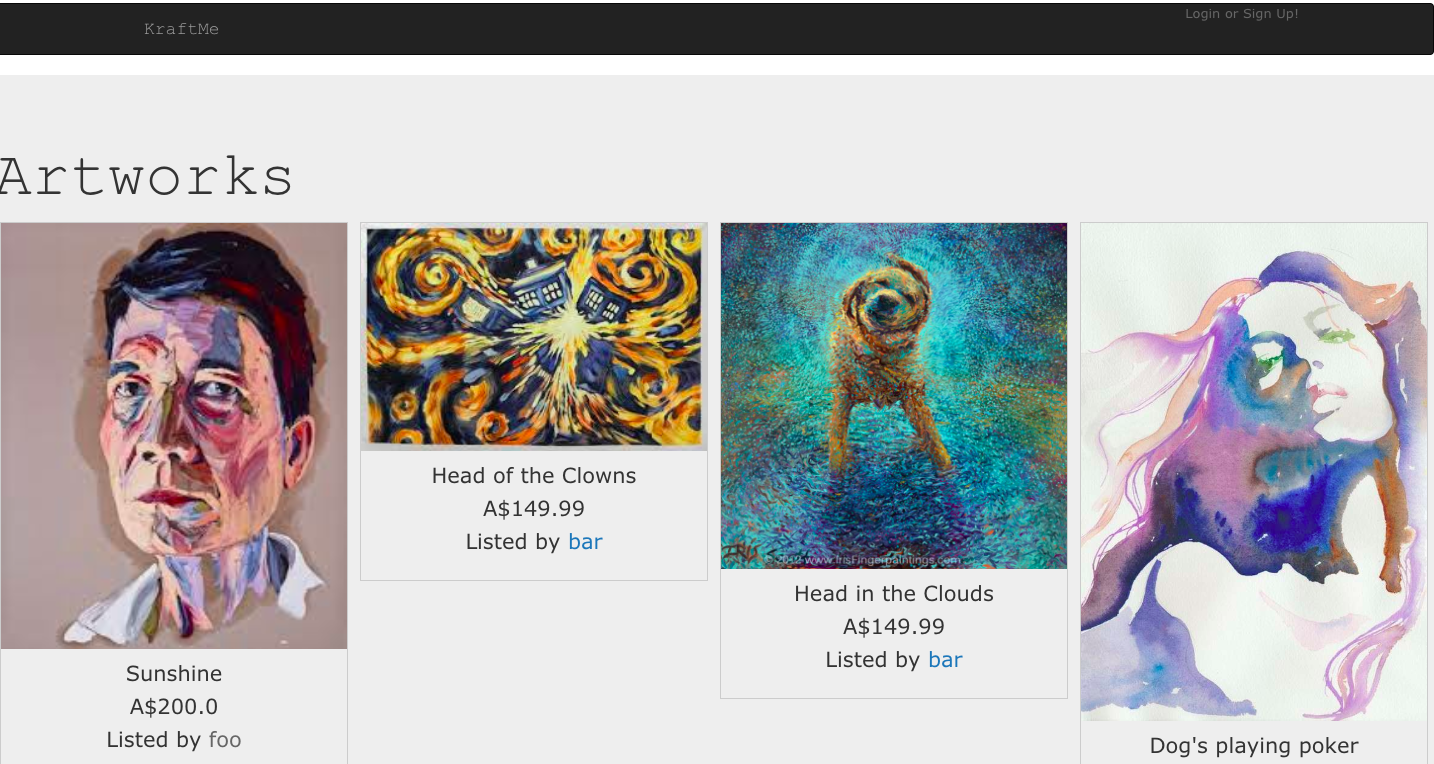 KraftMe
Login or Sign Up!
Artworks
Sunshine
A$200.0
Listed by foo
Head of the Clowns
A$149.99
Listed by bar
© 2012 www.IrisFingerpaintings.com
Head in the Clouds
A$149.99
Listed by bar
Dog's playing poker